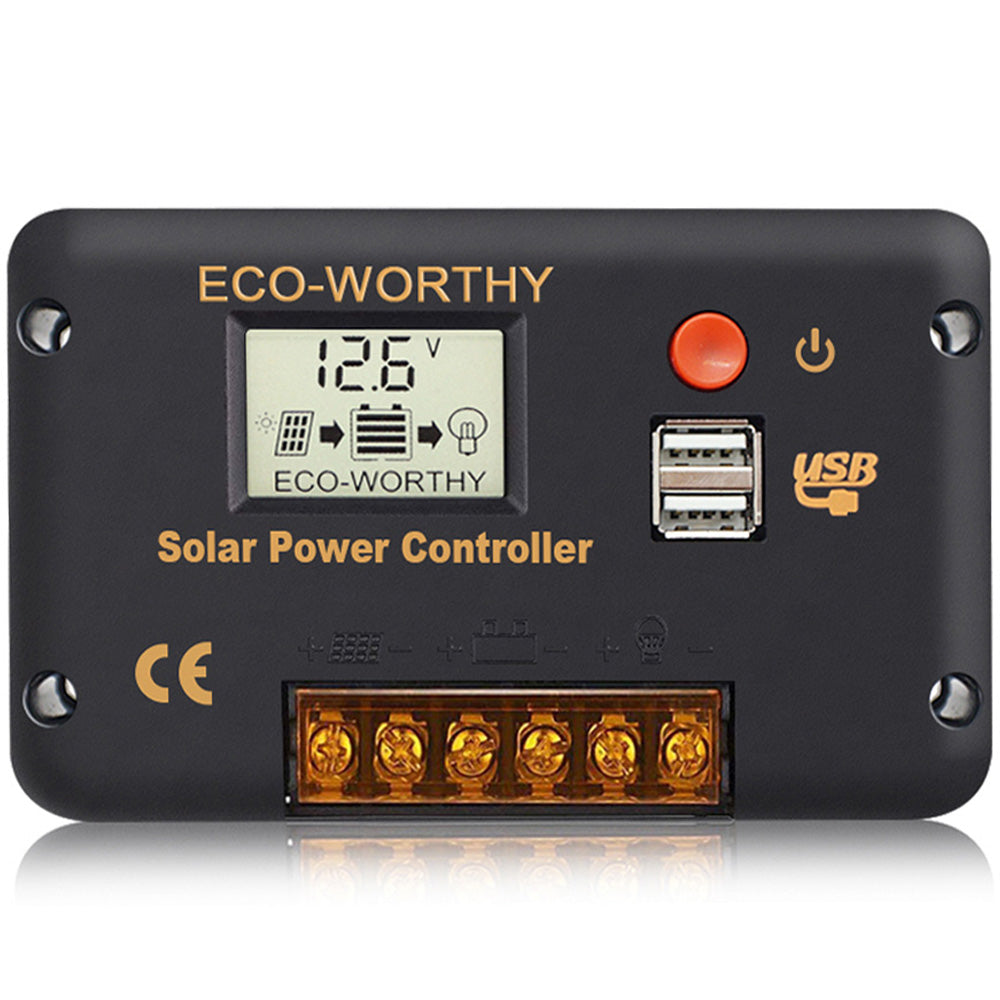 ECO-WORTHY
12.6 V
ECO-WORTHY
USB
Solar Power Controller
CE
+ - + - + -